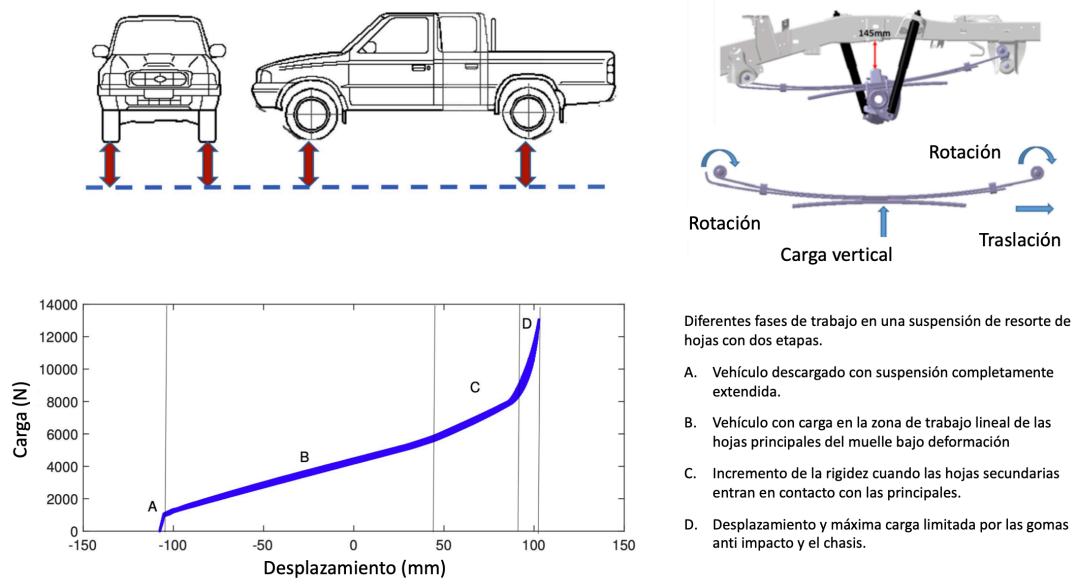 145mm
Rotación
Rotación
Traslación
Carga vertical
14000
12000
10000
8000
6000
4000
2000
0
-150
-100
-50
0
50
100
150
A
B
C
D
Carga (N)
Desplazamiento (mm)
Diferentes fases de trabajo en una suspensión de resorte de
hojas con dos etapas.
A. Vehículo descargado con suspensión completamente
extendida.
B. Vehículo con carga en la zona de trabajo lineal de las
hojas principales del muelle bajo deformación
C. Incremento de la rigidez cuando las hojas secundarias
entran en contacto con las principales.
D. Desplazamiento y máxima carga limitada por las gomas
anti impacto y el chasis.